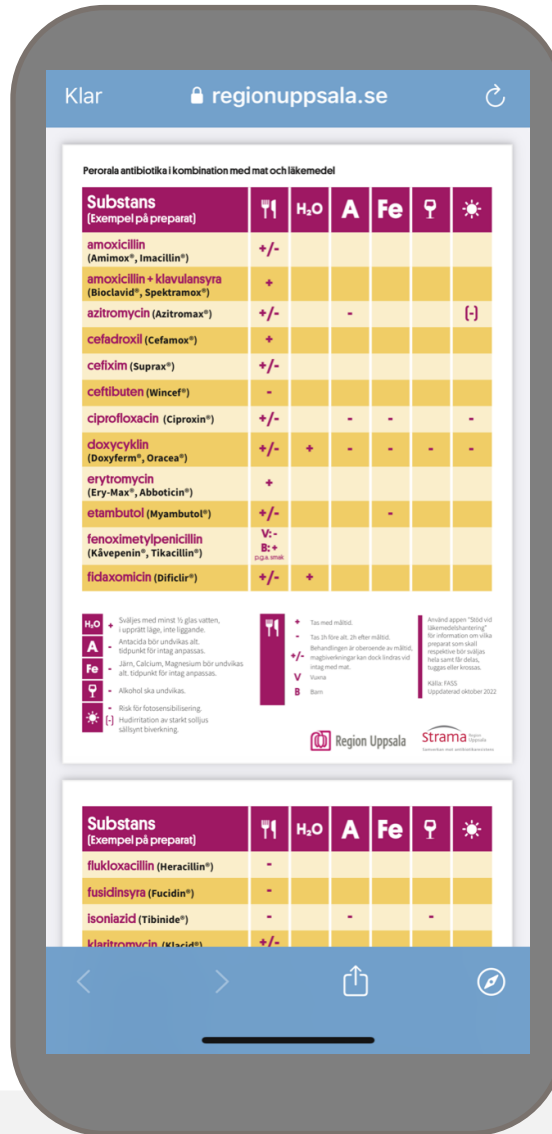 Klar
regionuppsala.se
Perorala antibiotika i kombination med mat och läkemedel
Substans
(Exempel på preparat)
H₂O A Fe
amoxicillin
(Amimox®, Imacillin®)
+/-
amoxicillin + klavulansyra
(Bioclavid®, Spektramox®)
+
azitromycin (Azitromax®) +/- - (-)
cefadroxil (Cefamox®) +
cefixim (Suprax®) +/-
ceftibuten (Wincef®) -
ciprofloxacin (Ciproxin®) +/- - - -
doxycyklin
(Doxyferm®, Oracea®)
+/- + - - - -
erytromycin
(Ery-Max®, Abboticin®)
+
etambutol (Myambutol®) +/- -
fenoximetylpenicillin
(Kåvepenin®, Tikacillin®)
V: -
B: +
p.g.a. smak
fidaxomicin (Dificlir®) +/- +
H₂O + Sväljes med minst ½ glas vatten,
i upprätt läge, inte liggande.
A - Antacida bör undvikas alt.
tidpunkt för intag anpassas.
Fe - Järn, Calcium, Magnesium bör undvikas
alt. tidpunkt för intag anpassas.
- Alkohol ska undvikas.
- Risk för fotosensibilisering.
(-) Hudirritation av starkt solljus
sällsynt biverkning.
+ Tas med måltid.
- Tas 1h före alt. 2h efter måltid.
+/- Behandlingen är oberoende av måltid,
magbiverkningar kan dock lindras vid
intag med mat.
V Vuxna
B Barn
Använd appen "Stöd vid
läkemedelshantering"
för information om vilka
preparat som skall
respektive bör sväljas
hela samt får delas,
tuggas eller krossas.
Källa: FASS
Uppdaterad oktober 2022
Region Uppsala
Strama Region
Uppsala
Samverkan mot antibiotikaresistens
Substans
(Exempel på preparat)
H₂O A Fe
flukloxacillin (Heracillin®) -
fusidinsyra (Fucidin®) -
isoniazid (Tibinide®) - - -
klaritromycin (Klacid®) +/-